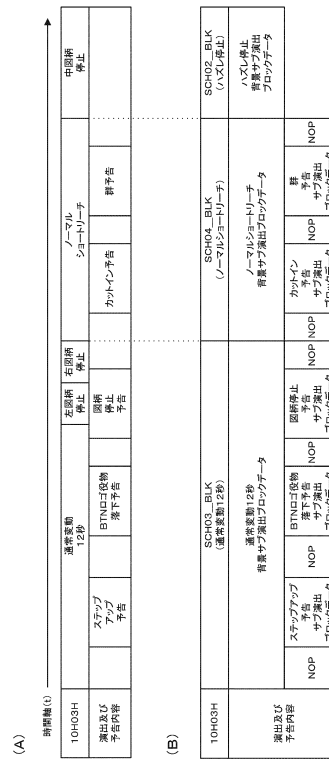 (A)
時間軸(t)
10H03H
通常変動
12秒
左図柄
停止
右図柄
停止
ノーマル
ショートリーチ
中図柄
停止
演出及び
予告内容
ステップ
アップ
予告
BTNロゴ役物
落下予告
図柄
停止
予告
カットイン予告
群予告
(B)
10H03H
SCH03__BLK
(通常変動12秒)
SCH04__BLK
(ノーマルショートリーチ)
SCH02__BLK
(ハズレ停止)
演出及び
予告内容
通常変動12秒
背景サブ演出ブロックデータ
ノーマルショートリーチ
背景サブ演出ブロックデータ
ハズレ停止
背景サブ演出
ブロックデータ
NOP
ステップアップ
予告
サブ演出
ブロックデータ
NOP
BTNロゴ役物
落下予告
サブ演出
ブロックデータ
NOP
図柄停止
予告
サブ演出
ブロックデータ
NOP
NOP
カットイン
予告
サブ演出
ブロックデータ
NOP
群
予告
サブ演出
ブロックデータ
NOP